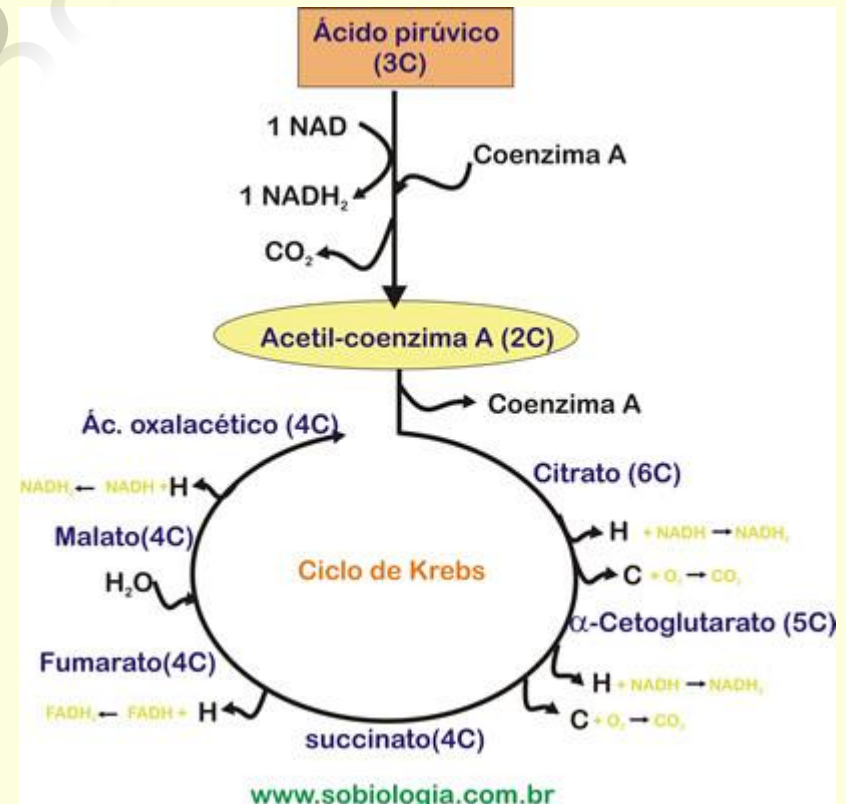 Ácido pirúvico
(3C)
1 NAD
Coenzima A
1 NADH₂
CO₂
Acetil-coenzima A (2C)
Coenzima A
Ác. oxalacético (4C)
Citrato (6C)
NADH₂ ← NADH + H
H + NADH → NADH₂
Malato(4C)
Ciclo de Krebs
C + O₂ → CO₂
H₂O
α-Cetoglutarato (5C)
Fumarato(4C)
H + NADH → NADH₂
FADH₂ ← FADH + H
C + O₂ → CO₂
succinato(4C)
www.sobiologia.com.br